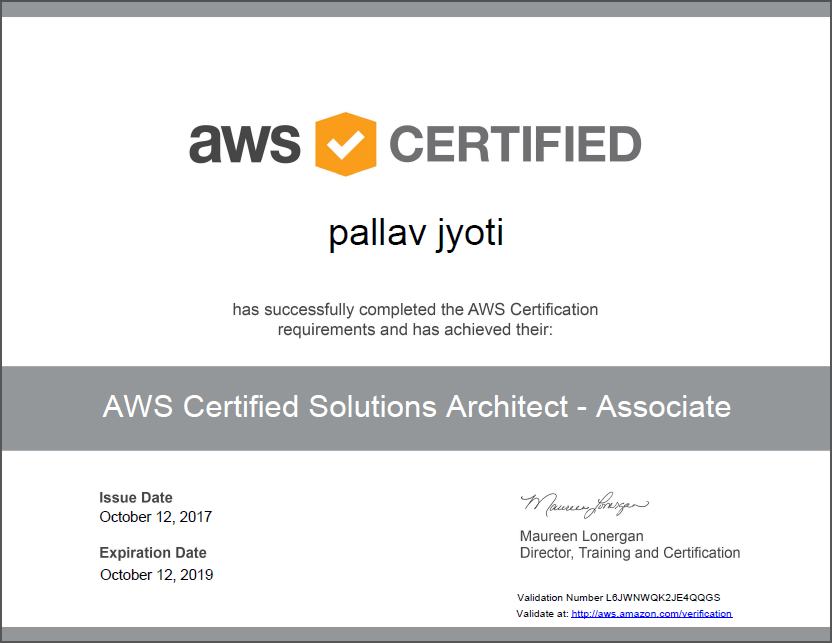 aws CERTIFIED
pallav jyoti
has successfully completed the AWS Certification
requirements and has achieved their:
AWS Certified Solutions Architect - Associate
Issue Date
October 12, 2017
Expiration Date
October 12, 2019
Maureen Lonergan
Maureen Lonergan
Director, Training and Certification
Validation Number L6JWNWQK2JE4QQGS
Validate at: http://aws.amazon.com/verification